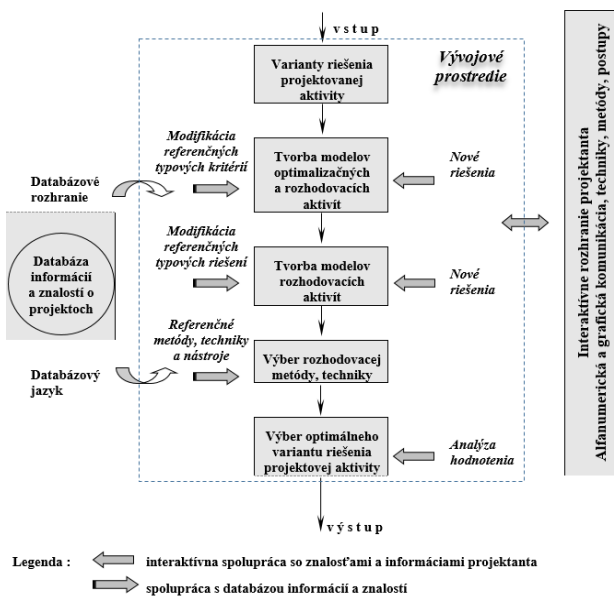 v s t u p
Varianty riešenia
projektovanej
aktivity
Vývojové
prostredie
Modifikácia
referenčných
typových kritérií
Tvorba modelov
optimalizačných
a rozhodovacích
aktivít
Nové
riešenia
Databázové
rozhranie
Modifikácia
referenčných
typových riešení
Tvorba modelov
rozhodovacích
aktivít
Nové
riešenia
Databáza
informácií
a znalostí o
projektoch
Referenčné
metódy, techniky
a nástroje
Výber rozhodovacej
metódy, techniky
Databázový
jazyk
Výber optimálneho
variantu riešenia
projektovej aktivity
Analýza
hodnotenia
v ý s t u p
Interaktívne rozhranie projektanta
Alfanumerická a grafická komunikácia, techniky, metódy, postupy
Legenda :
interaktívna spolupráca so znalosťami a informáciami projektanta
spolupráca s databázou informácií a znalostí